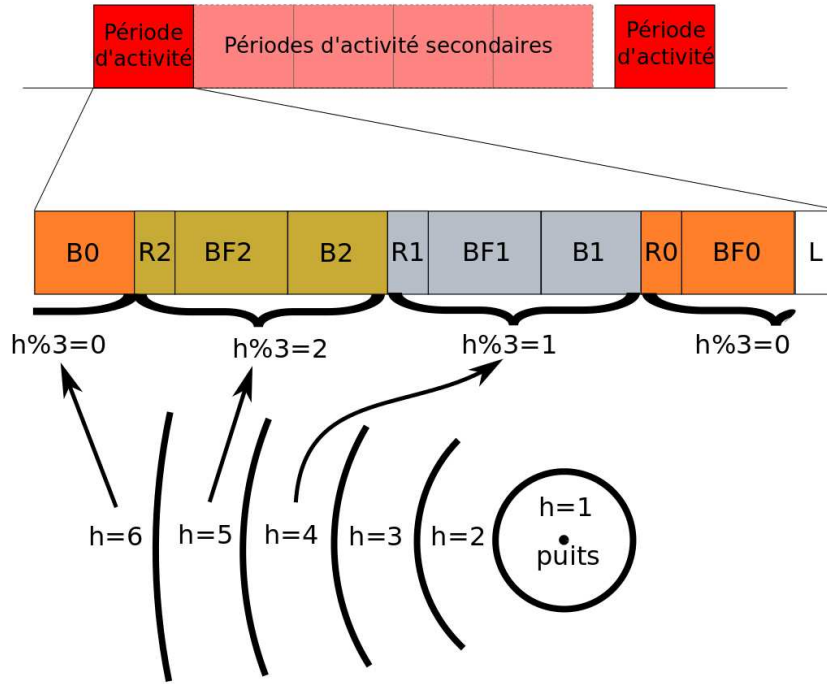 Période
d'activité
Périodes d'activité secondaires
Période
d'activité
B0 R2 BF2 B2 R1 BF1 B1 R0 BF0 L
h%3=0 h%3=2 h%3=1 h%3=0
h=6 h=5 h=4 h=3 h=2 h=1
puits